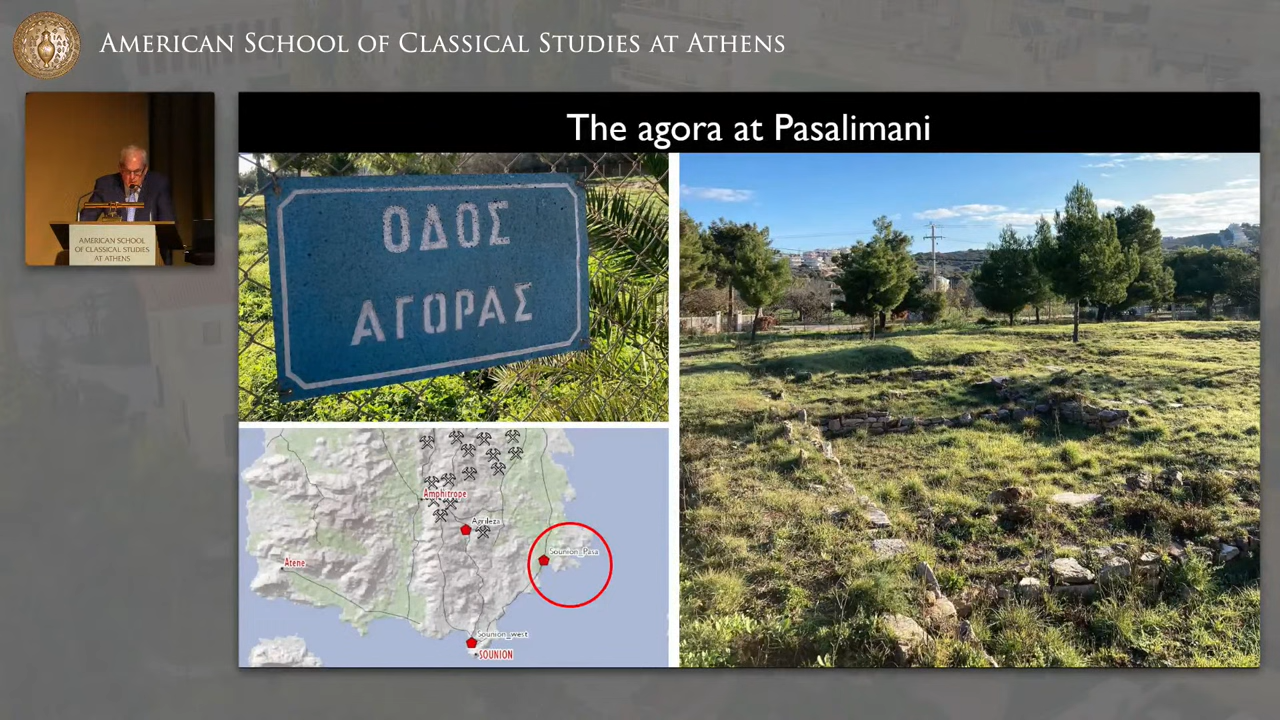 AMERICAN SCHOOL OF CLASSICAL STUDIES AT ATHENS
AMERICAN SCHOOL
OF CLASSICAL STUDIES
AT ATHENS
The agora at Pasalimani
ΟΔΟΣ
ΑΓΟΡΑΣ
Amphitrope
Agrileza
Sounion_Pasa
Atene
Sounion_west
SOUNION